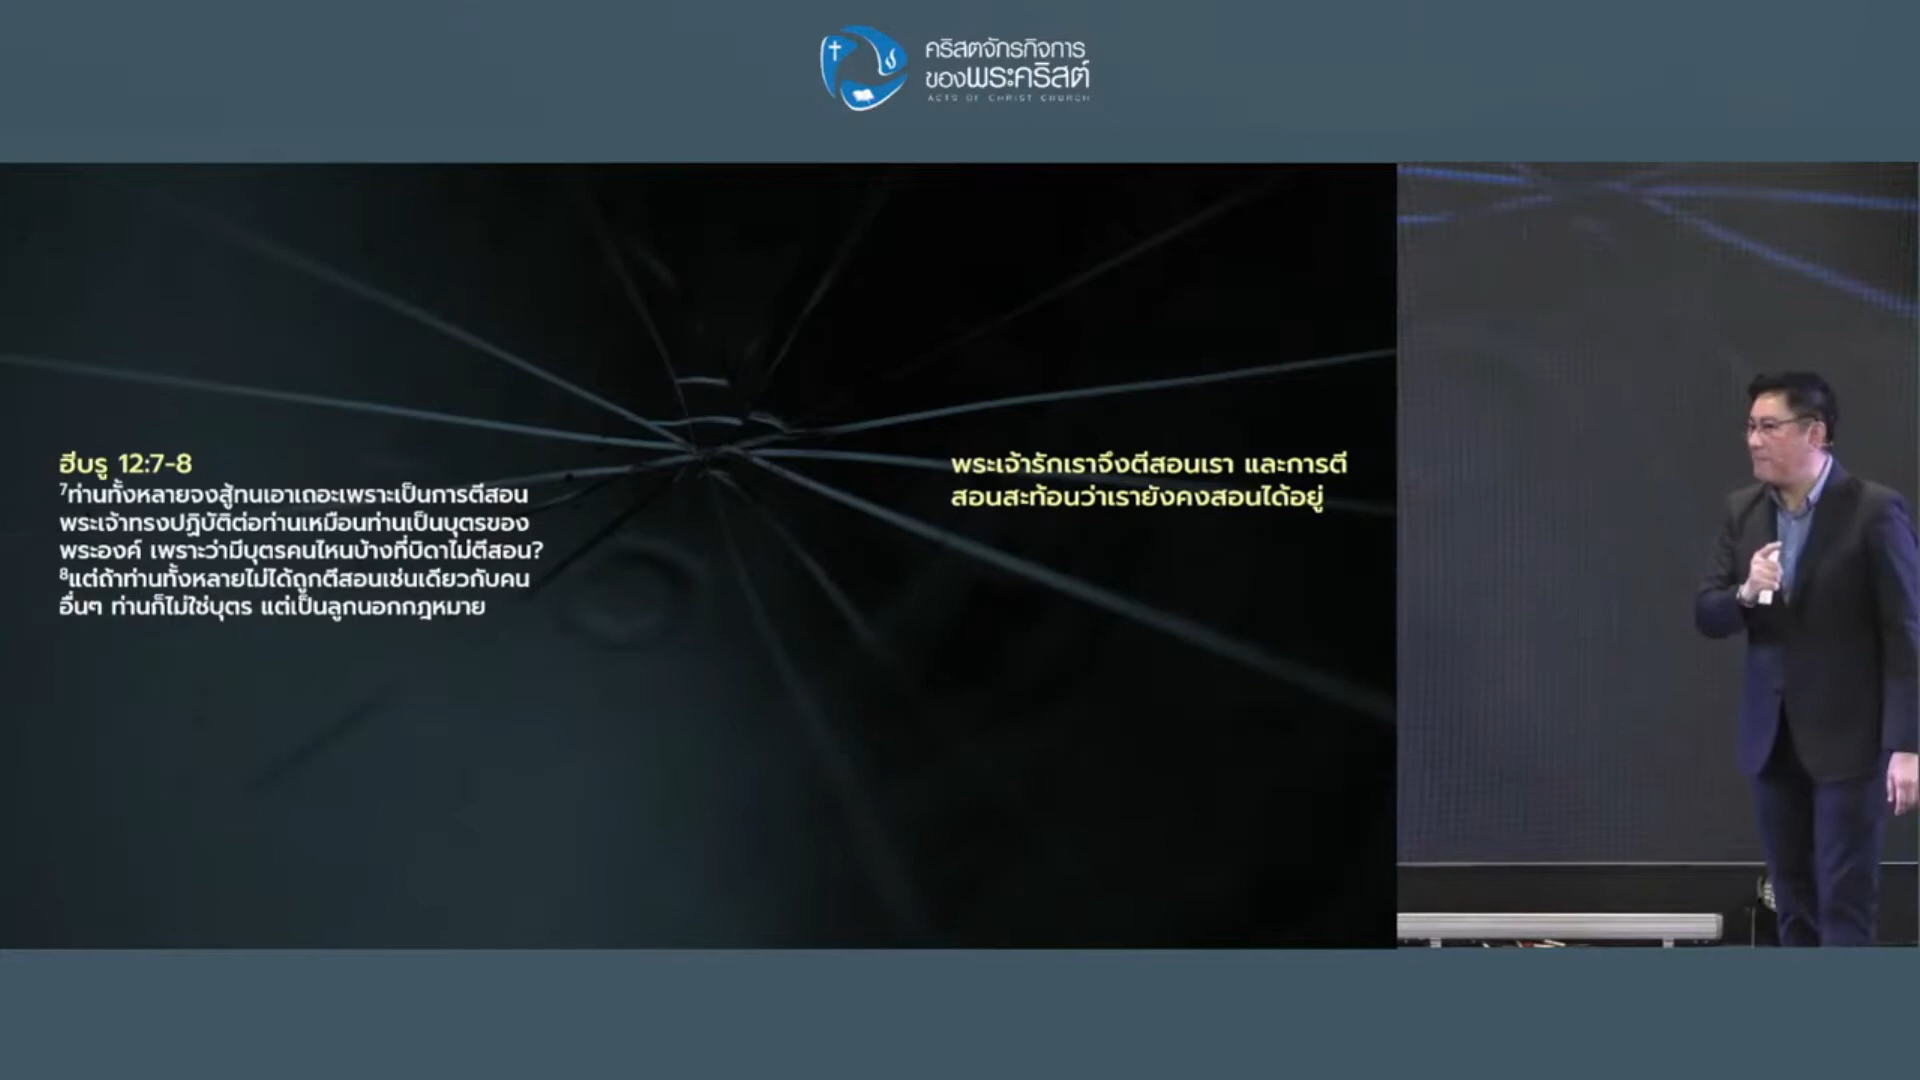 คริสตจักรกิจการ
ของพระคริสต์
ACTS OF CHRIST CHURCH
ฮีบรู 12:7-8
⁷ท่านทั้งหลายจงสู้ทนเอาเถอะเพราะเป็นการตีสอน
พระเจ้าทรงปฏิบัติต่อท่านเหมือนท่านเป็นบุตรของ
พระองค์ เพราะว่ามีบุตรคนไหนบ้างที่บิดาไม่ตีสอน?
⁸แต่ถ้าท่านทั้งหลายไม่ได้ถูกตีสอนเช่นเดียวกับคน
อื่นๆ ท่านก็ไม่ใช่บุตร แต่เป็นลูกนอกกฎหมาย
พระเจ้ารักเราจึงตีสอนเรา และการตี
สอนสะท้อนว่าเรายังคงสอนได้อยู่